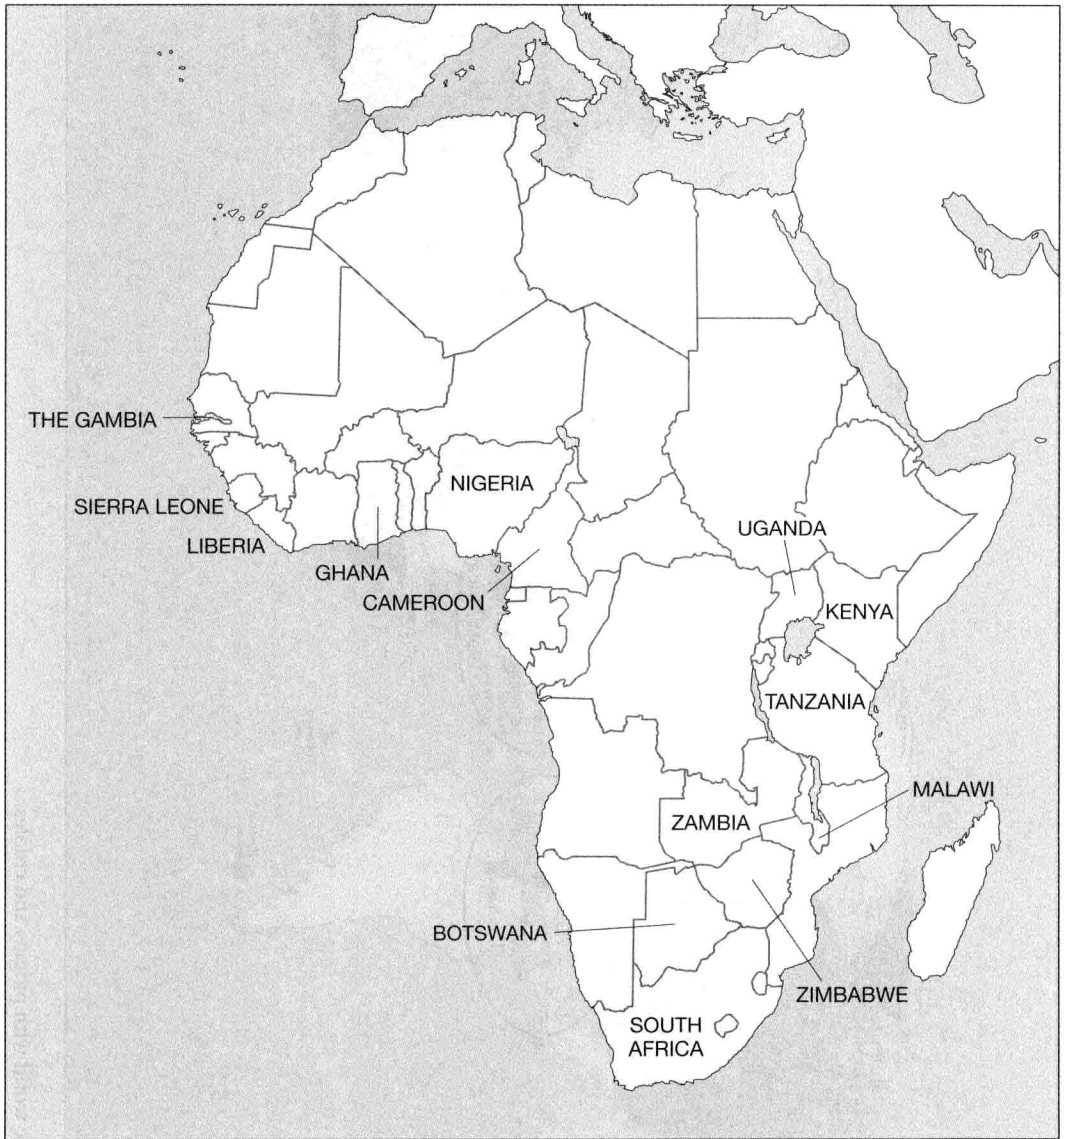 THE GAMBIA
NIGERIA
SIERRA LEONE
UGANDA
LIBERIA
GHANA
CAMEROON
KENYA
TANZANIA
MALAWI
ZAMBIA
BOTSWANA
ZIMBABWE
SOUTH
AFRICA